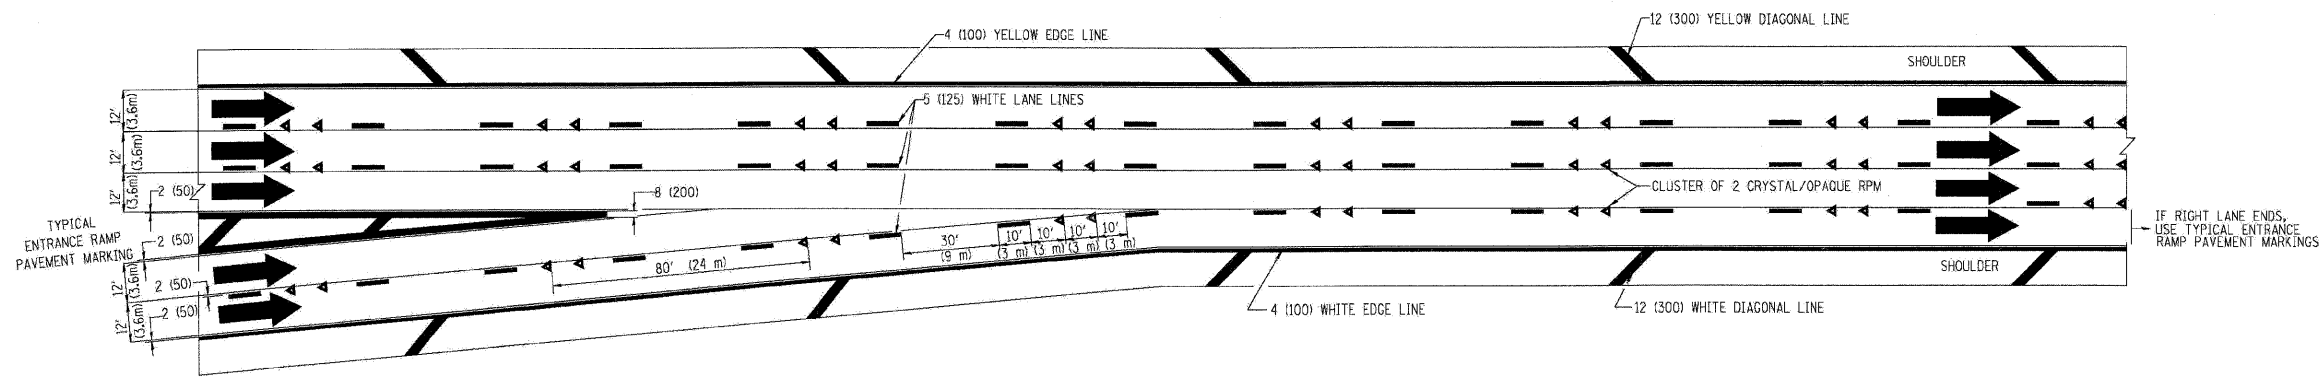 12 (300) YELLOW DIAGONAL LINE
4 (100) YELLOW EDGE LINE
SHOULDER
5 (125) WHITE LANE LINES
12'
(3.6m)
12'
(3.6m)
12'
(3.6m)
2 (50)
8 (200)
CLUSTER OF 2 CRYSTAL/OPAQUE RPM
TYPICAL
ENTRANCE RAMP
PAVEMENT MARKING
2 (50)
IF RIGHT LANE ENDS,
USE TYPICAL ENTRANCE
RAMP PAVEMENT MARKINGS
30'
(9 m)
10'
(3 m)
10'
(3 m)
10'
(3 m)
10'
(3 m)
80' (24 m)
SHOULDER
12'
(3.6m)
2 (50)
12'
(3.6m)
2 (50)
4 (100) WHITE EDGE LINE
12 (300) WHITE DIAGONAL LINE